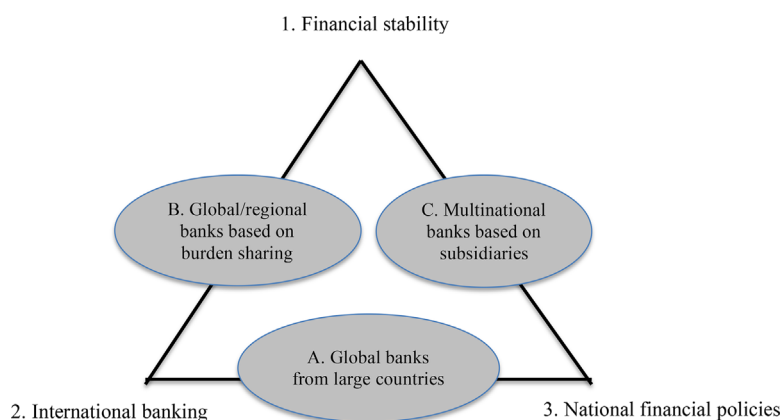 1. Financial stability
B. Global/regional
banks based on
burden sharing
C. Multinational
banks based on
subsidiaries
A. Global banks
from large countries
2. International banking
3. National financial policies